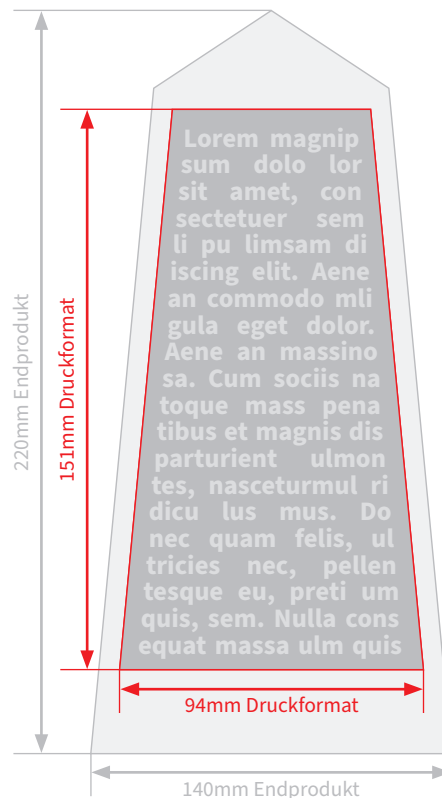 Lorem magnip
sum dolo lor
sit amet, con
sectetuer sem
li pu limsam di
iscing elit. Aene
an commodo mli
gula eget dolor.
Aene an massino
sa. Cum sociis na
toque mass pena
tibus et magnis dis
parturient ulmon
tes, nasceturmul ri
dicu lus mus. Do
nec quam felis, ul
tricies nec, pellen
tesque eu, preti um
quis, sem. Nulla cons
equat massa ulm quis
220mm Endprodukt
151mm Druckformat
94mm Druckformat
140mm Endprodukt